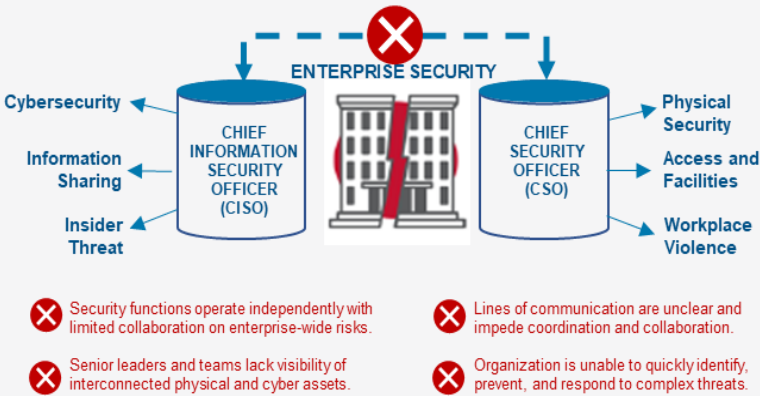 ENTERPRISE SECURITY
Cybersecurity
Information
Sharing
Insider
Threat
CHIEF
INFORMATION
SECURITY
OFFICER
(CISO)
CHIEF
SECURITY
OFFICER
(CSO)
Physical
Security
Access and
Facilities
Workplace
Violence
Security functions operate independently with
limited collaboration on enterprise-wide risks.
Lines of communication are unclear and
impede coordination and collaboration.
Senior leaders and teams lack visibility of
interconnected physical and cyber assets.
Organization is unable to quickly identify,
prevent, and respond to complex threats.